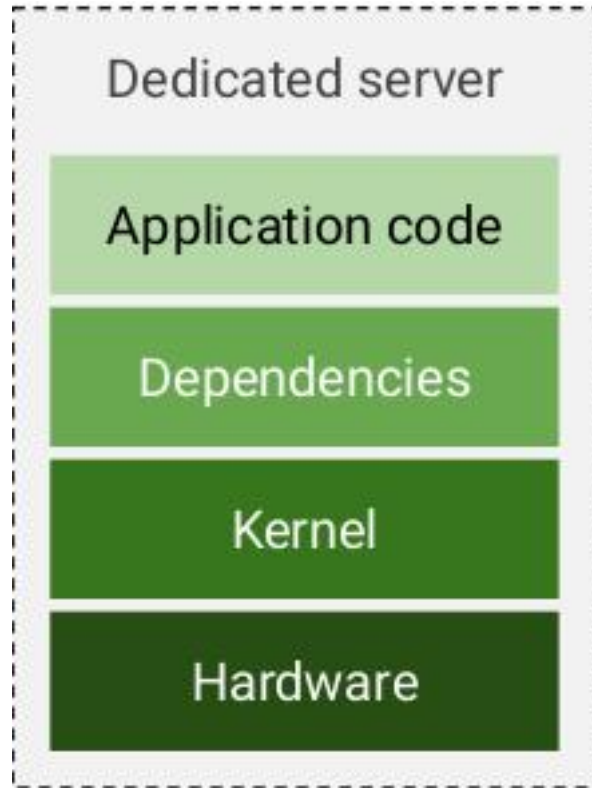 Dedicated server
Application code
Dependencies
Kernel
Hardware